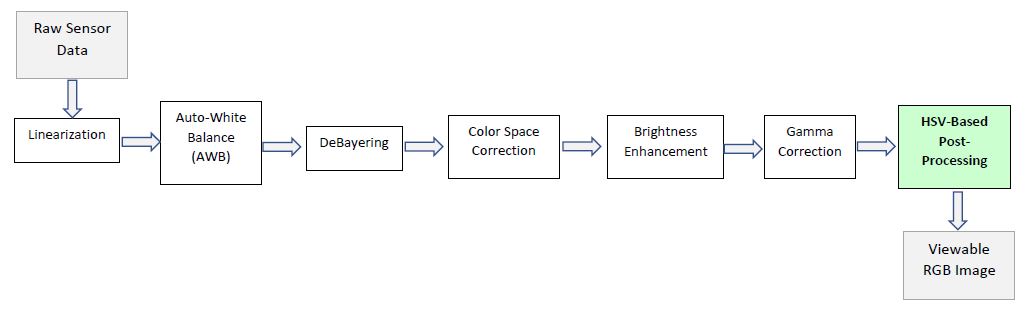 Raw Sensor
Data
Linearization
Auto-White
Balance
(AWB)
DeBayering
Color Space
Correction
Brightness
Enhancement
Gamma
Correction
HSV-Based
Post-
Processing
Viewable
RGB Image